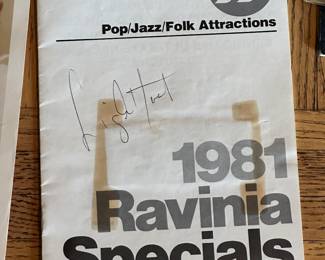 Pop/Jazz/Folk Attractions
1981
Ravinia
Specials